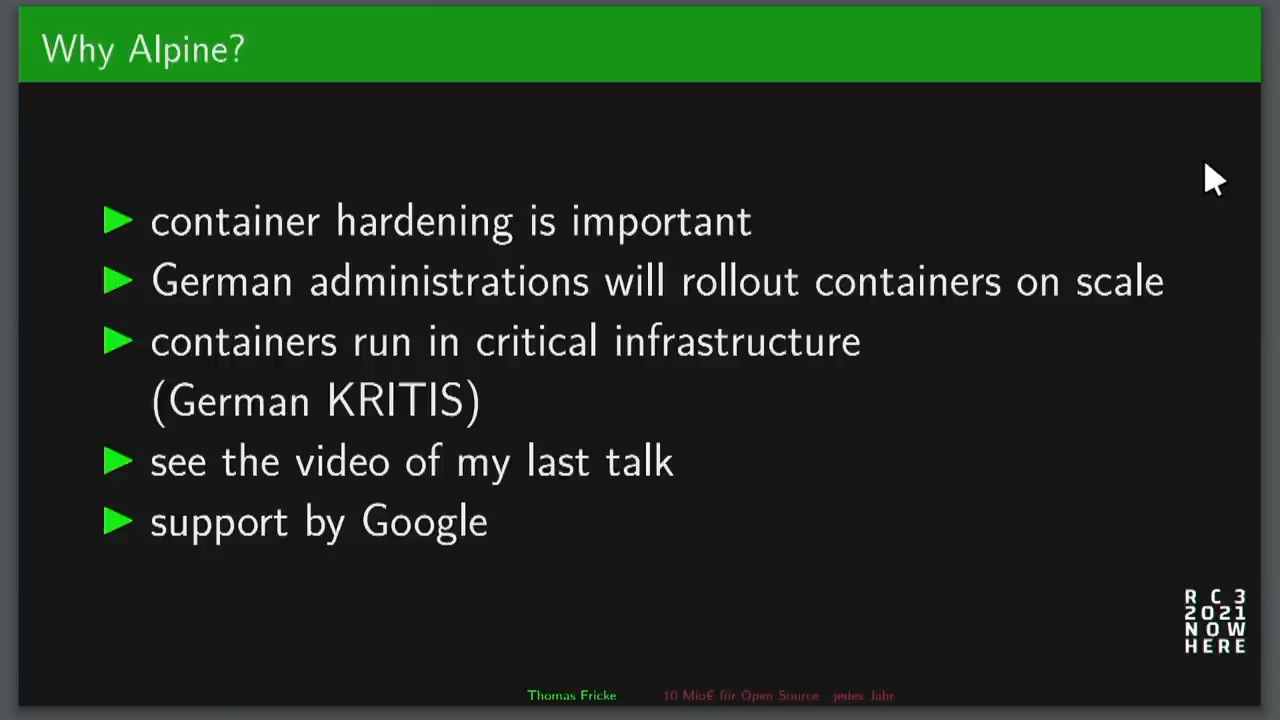 Why Alpine?
container hardening is important
German administrations will rollout containers on scale
containers run in critical infrastructure
(German KRITIS)
see the video of my last talk
support by Google
R C 3
2021
NOW
HERE
Thomas Fricke
10 Mio€ für Open Source - jedes Jahr